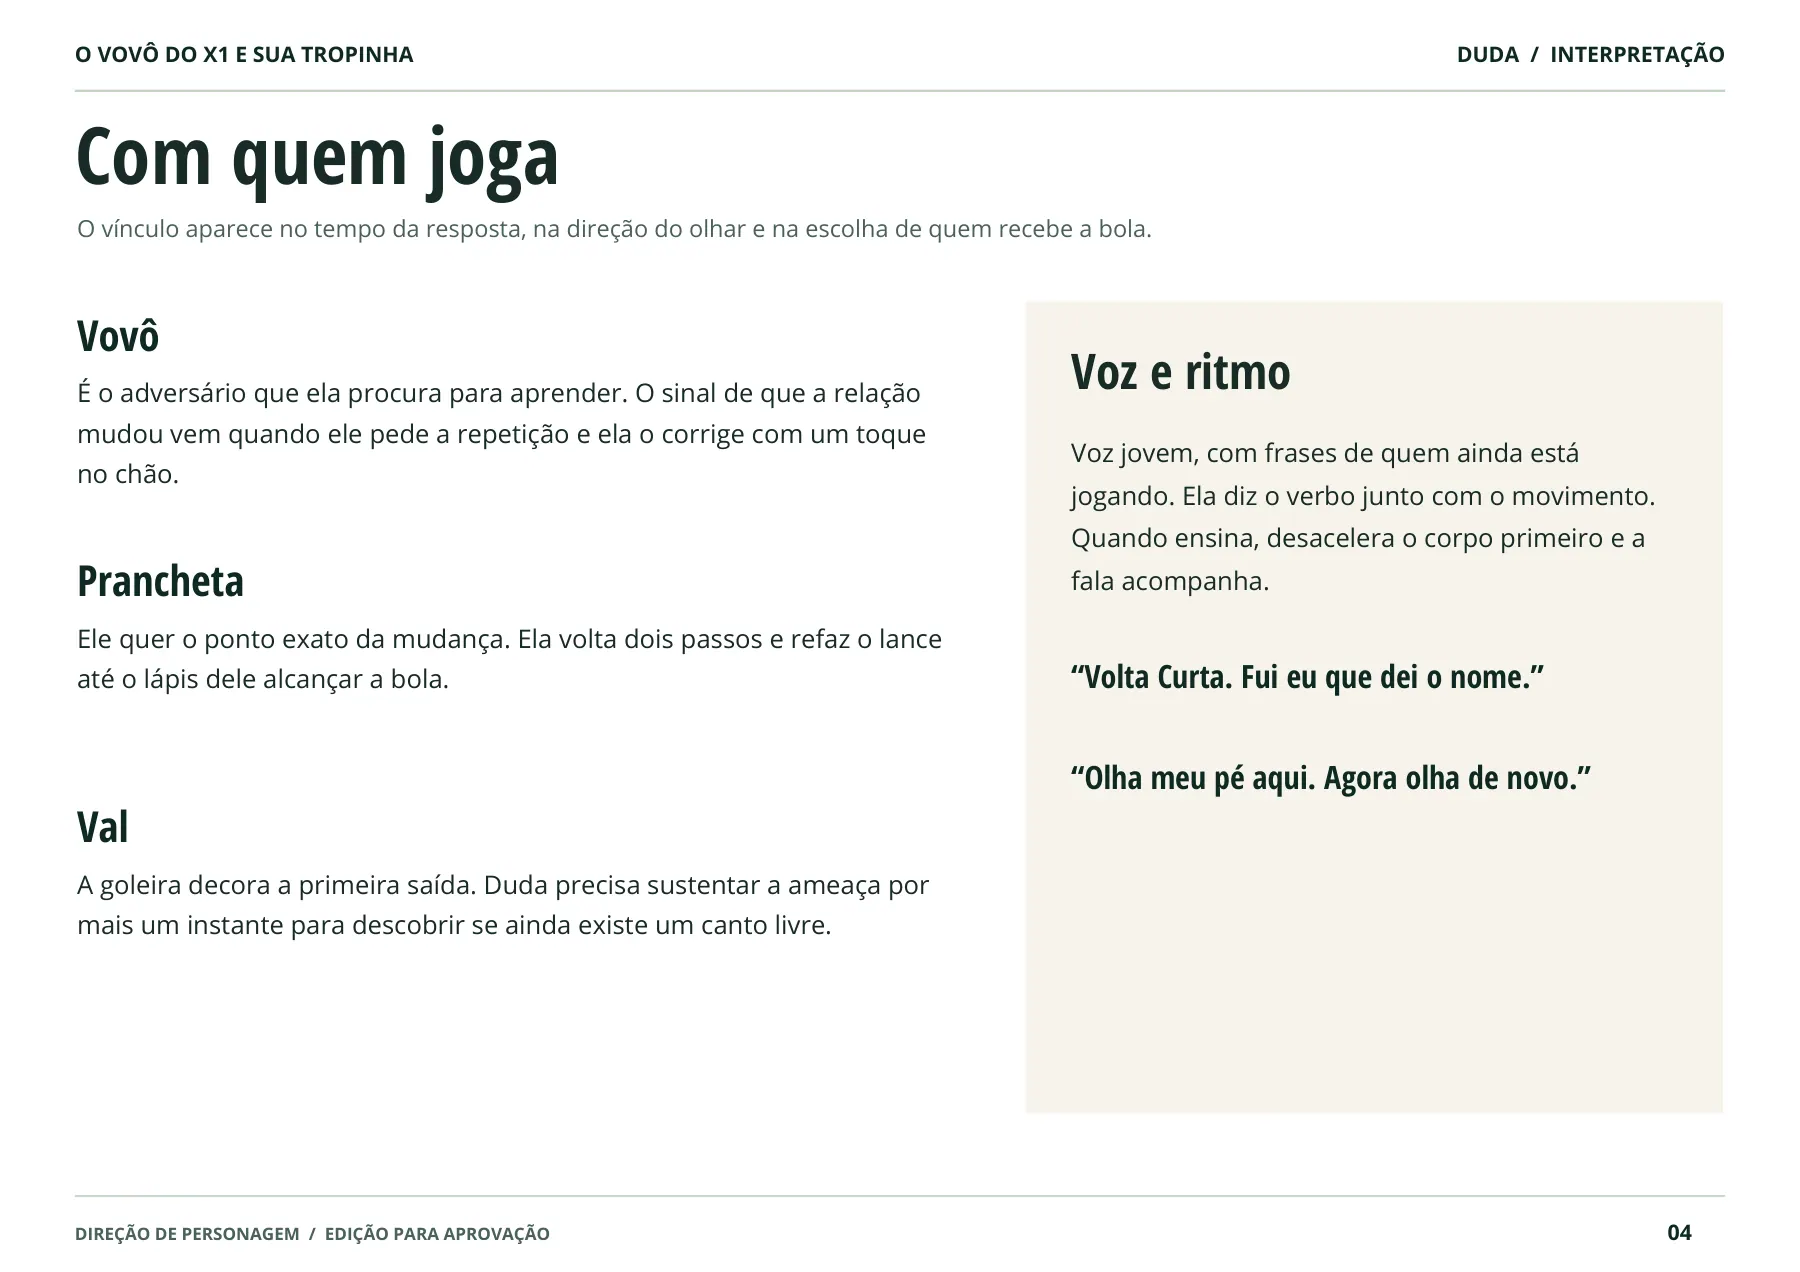 O VOVÔ DO X1 E SUA TROPINHA
DUDA / INTERPRETAÇÃO
Com quem joga
O vínculo aparece no tempo da resposta, na direção do olhar e na escolha de quem recebe a bola.
Vovô
É o adversário que ela procura para aprender. O sinal de que a relação
mudou vem quando ele pede a repetição e ela o corrige com um toque
no chão.
Prancheta
Ele quer o ponto exato da mudança. Ela volta dois passos e refaz o lance
até o lápis dele alcançar a bola.
Val
A goleira decora a primeira saída. Duda precisa sustentar a ameaça por
mais um instante para descobrir se ainda existe um canto livre.
Voz e ritmo
Voz jovem, com frases de quem ainda está
jogando. Ela diz o verbo junto com o movimento.
Quando ensina, desacelera o corpo primeiro e a
fala acompanha.
“Volta Curta. Fui eu que dei o nome.”
“Olha meu pé aqui. Agora olha de novo.”
DIREÇÃO DE PERSONAGEM / EDIÇÃO PARA APROVAÇÃO
04